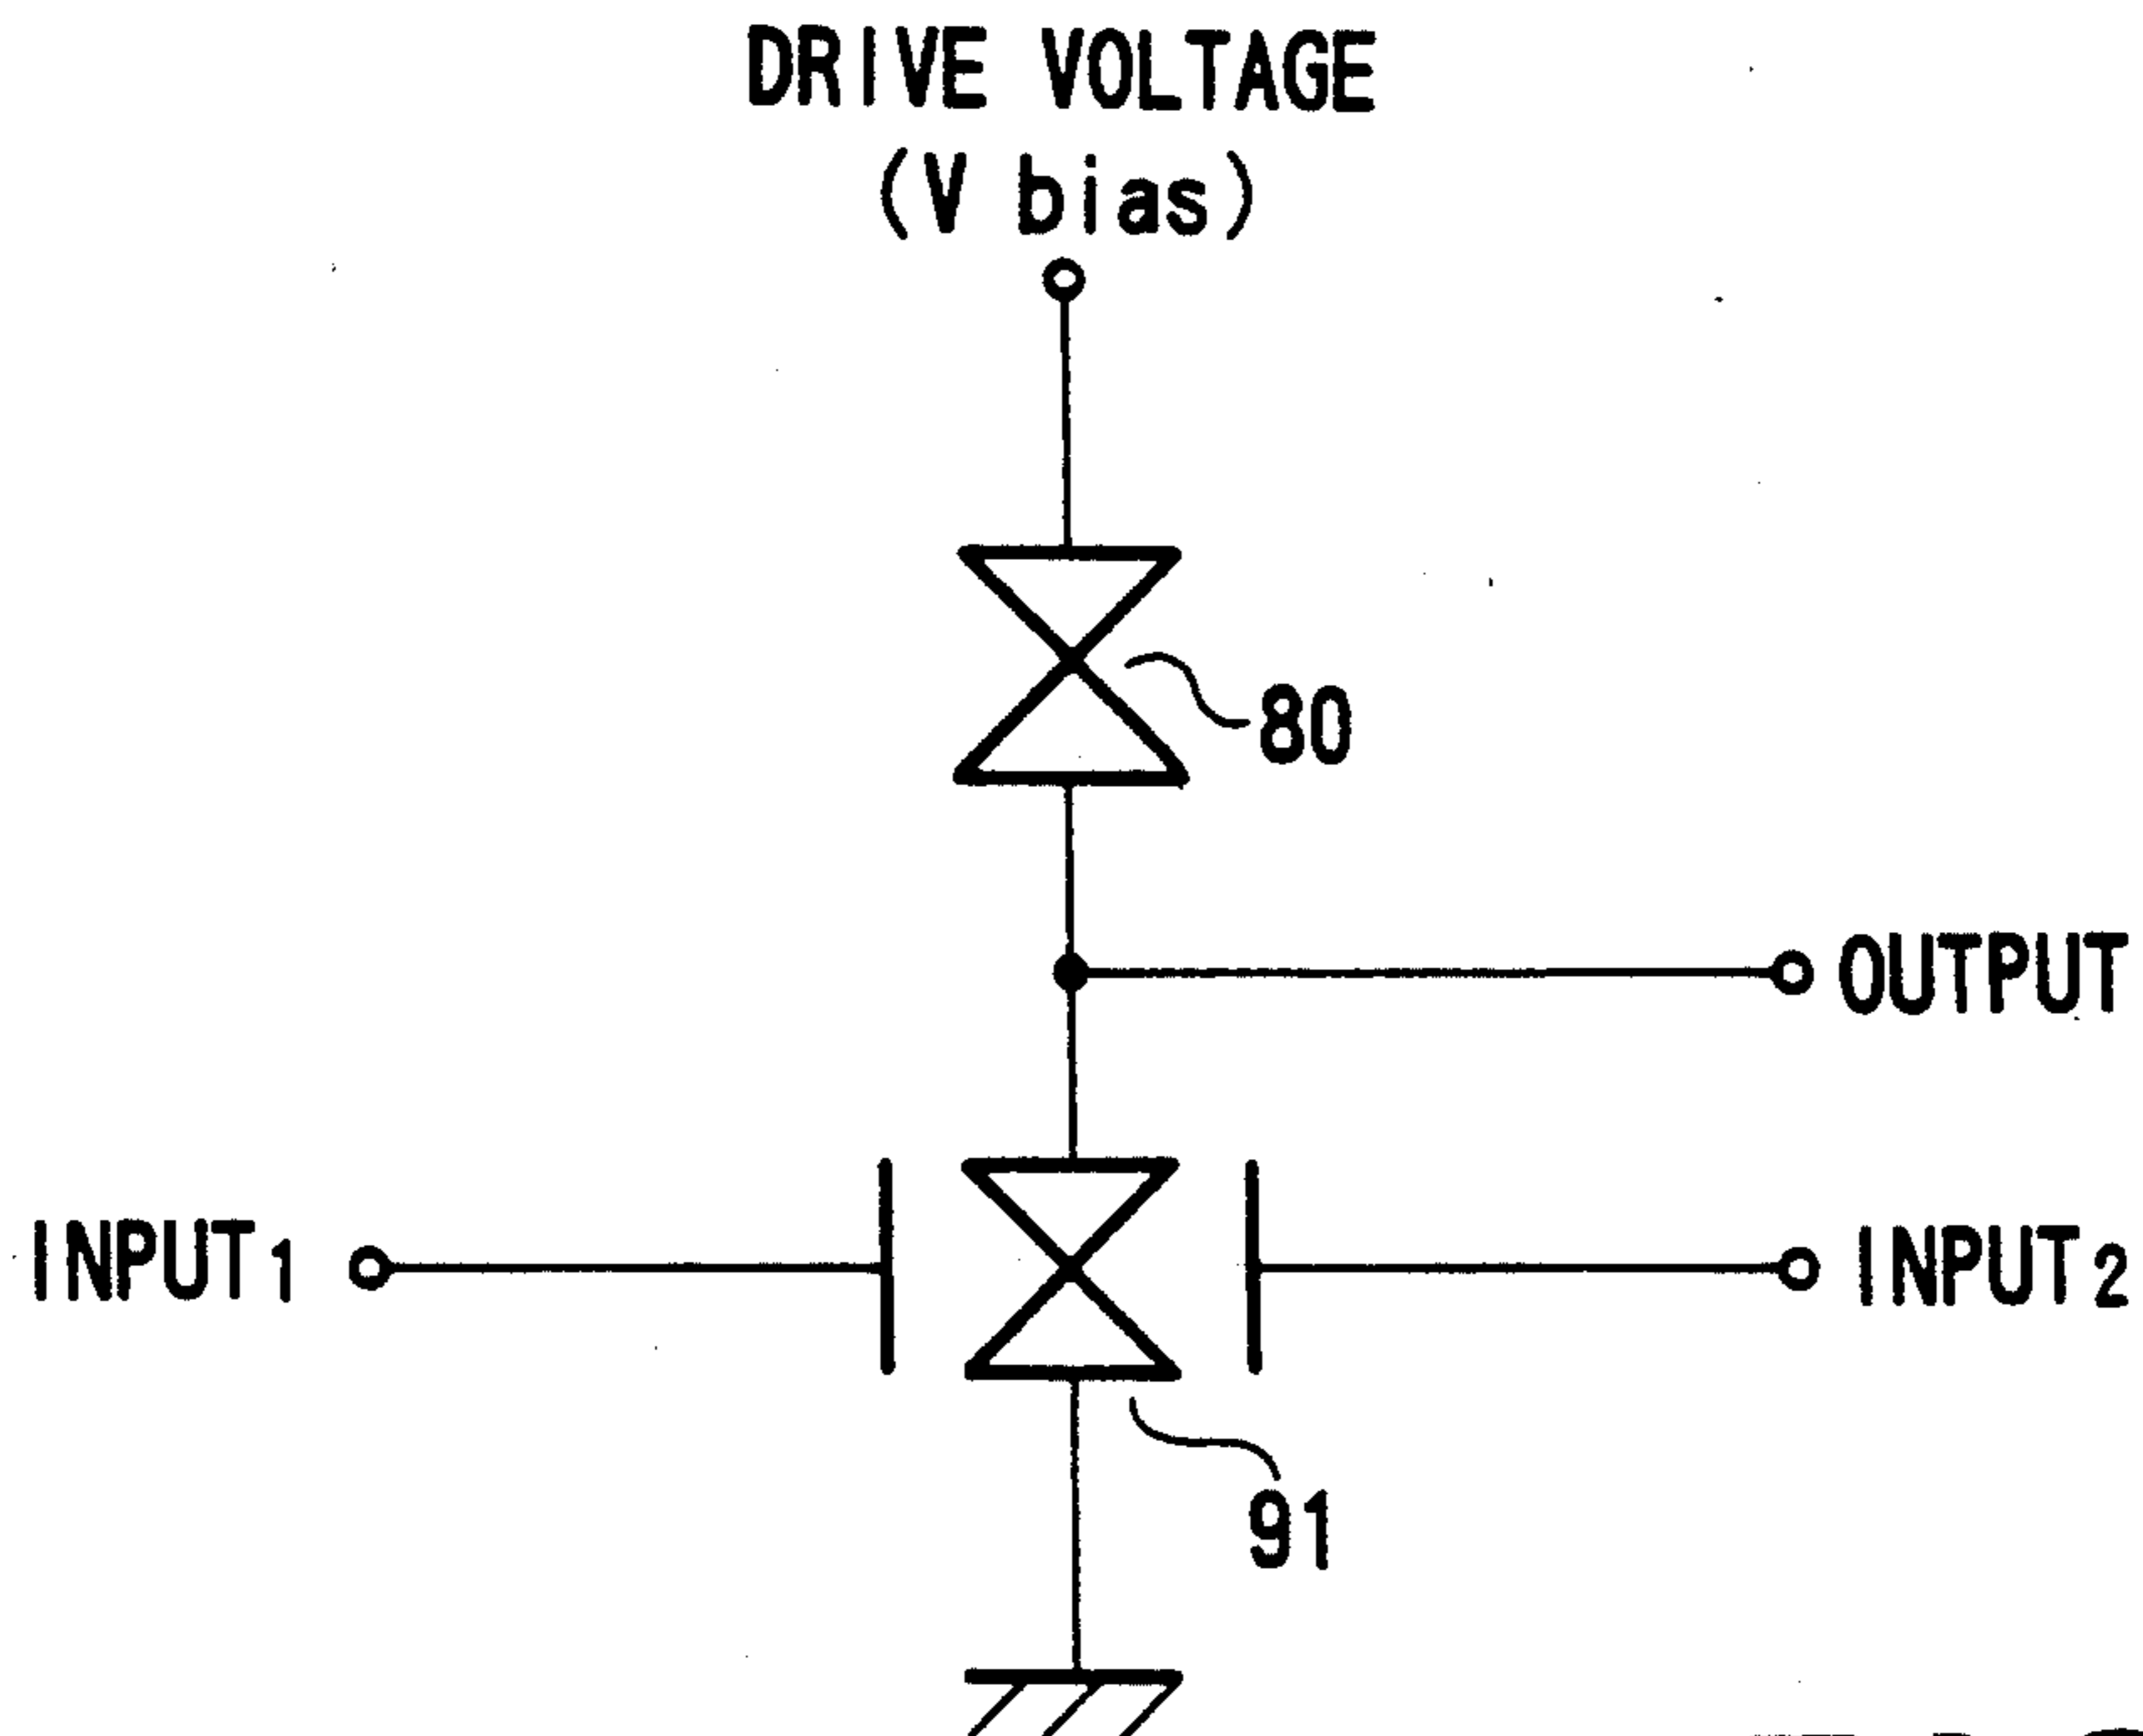 DRIVE VOLTAGE
(V bias)
80
OUTPUT
INPUT1
INPUT2
91